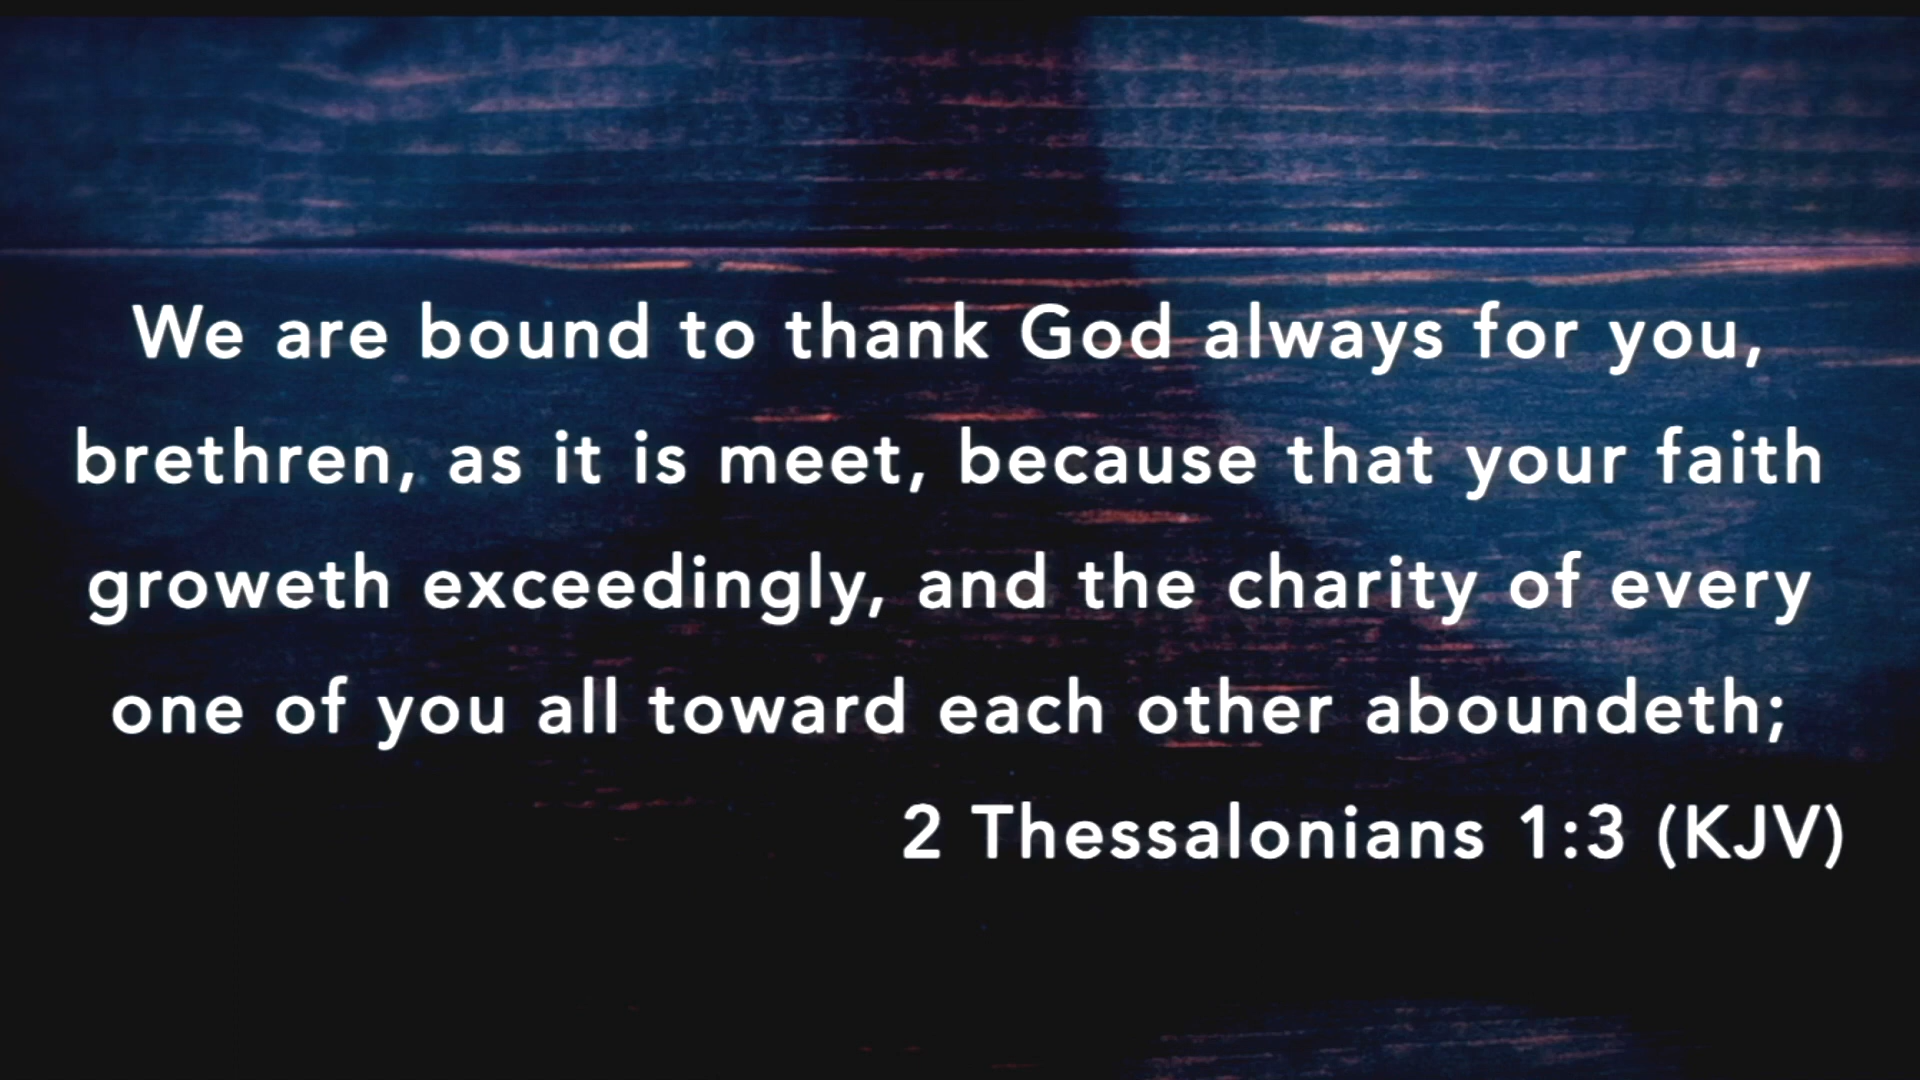 We are bound to thank God always for you,
brethren, as it is meet, because that your faith
groweth exceedingly, and the charity of every
one of you all toward each other aboundeth;
2 Thessalonians 1:3 (KJV)